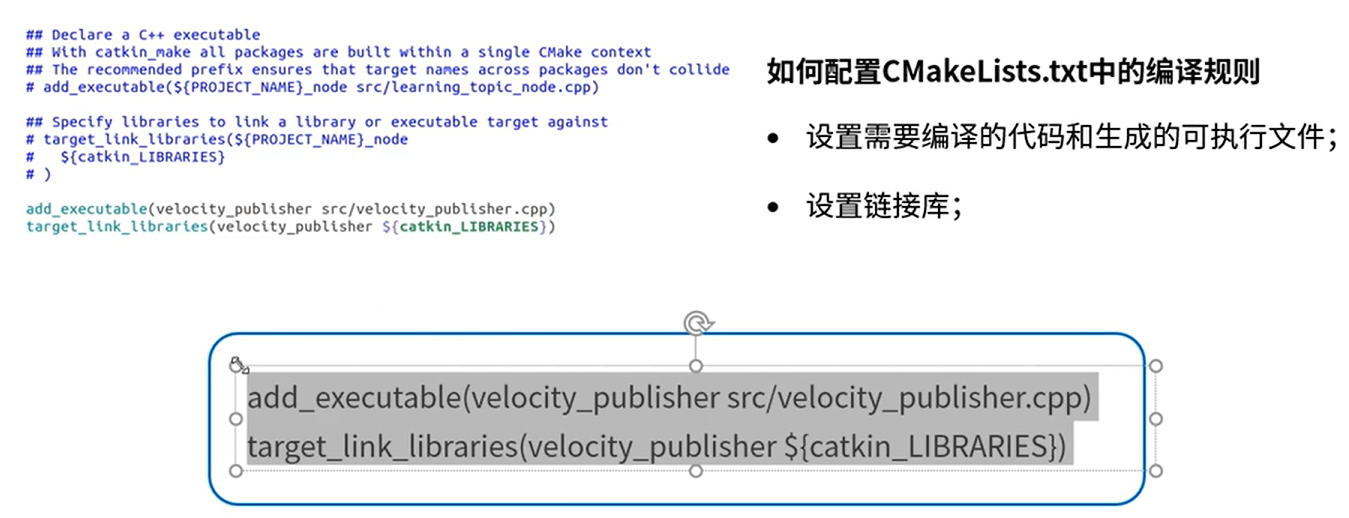 ## Declare a C++ executable
## With catkin_make all packages are built within a single CMake context
## The recommended prefix ensures that target names across packages don't collide
# add_executable(${PROJECT_NAME}_node src/learning_topic_node.cpp)
## Specify libraries to link a library or executable target against
# target_link_libraries(${PROJECT_NAME}_node
#   ${catkin_LIBRARIES}
# )
add_executable(velocity_publisher src/velocity_publisher.cpp)
target_link_libraries(velocity_publisher ${catkin_LIBRARIES})
如何配置CMakeLists.txt中的编译规则
• 设置需要编译的代码和生成的可执行文件；
• 设置链接库；
add_executable(velocity_publisher src/velocity_publisher.cpp)
target_link_libraries(velocity_publisher ${catkin_LIBRARIES})